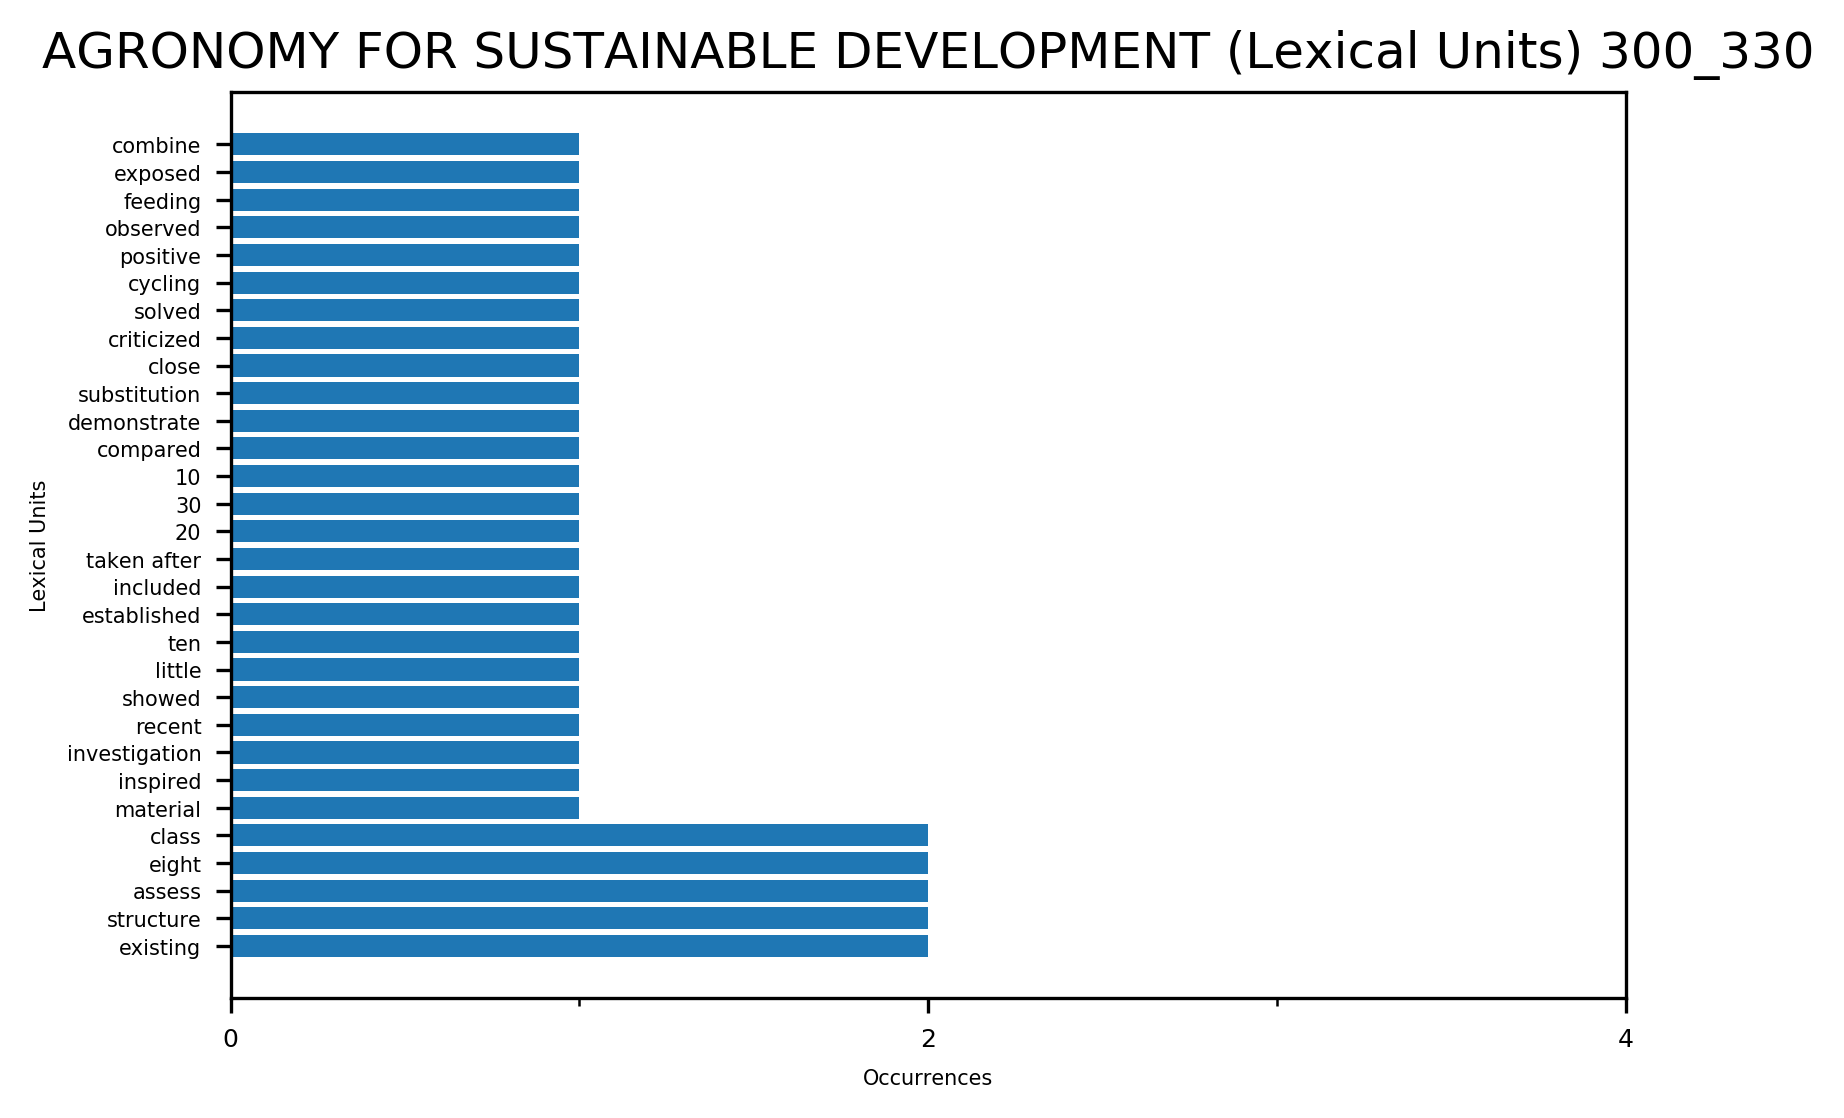 AGRONOMY FOR SUSTAINABLE DEVELOPMENT (Lexical Units) 300_330
Lexical Units
combine
exposed
feeding
observed
positive
cycling
solved
criticized
close
substitution
demonstrate
compared
10
30
20
taken after
included
established
ten
little
showed
recent
investigation
inspired
material
class
eight
assess
structure
existing
0 2 4
Occurrences